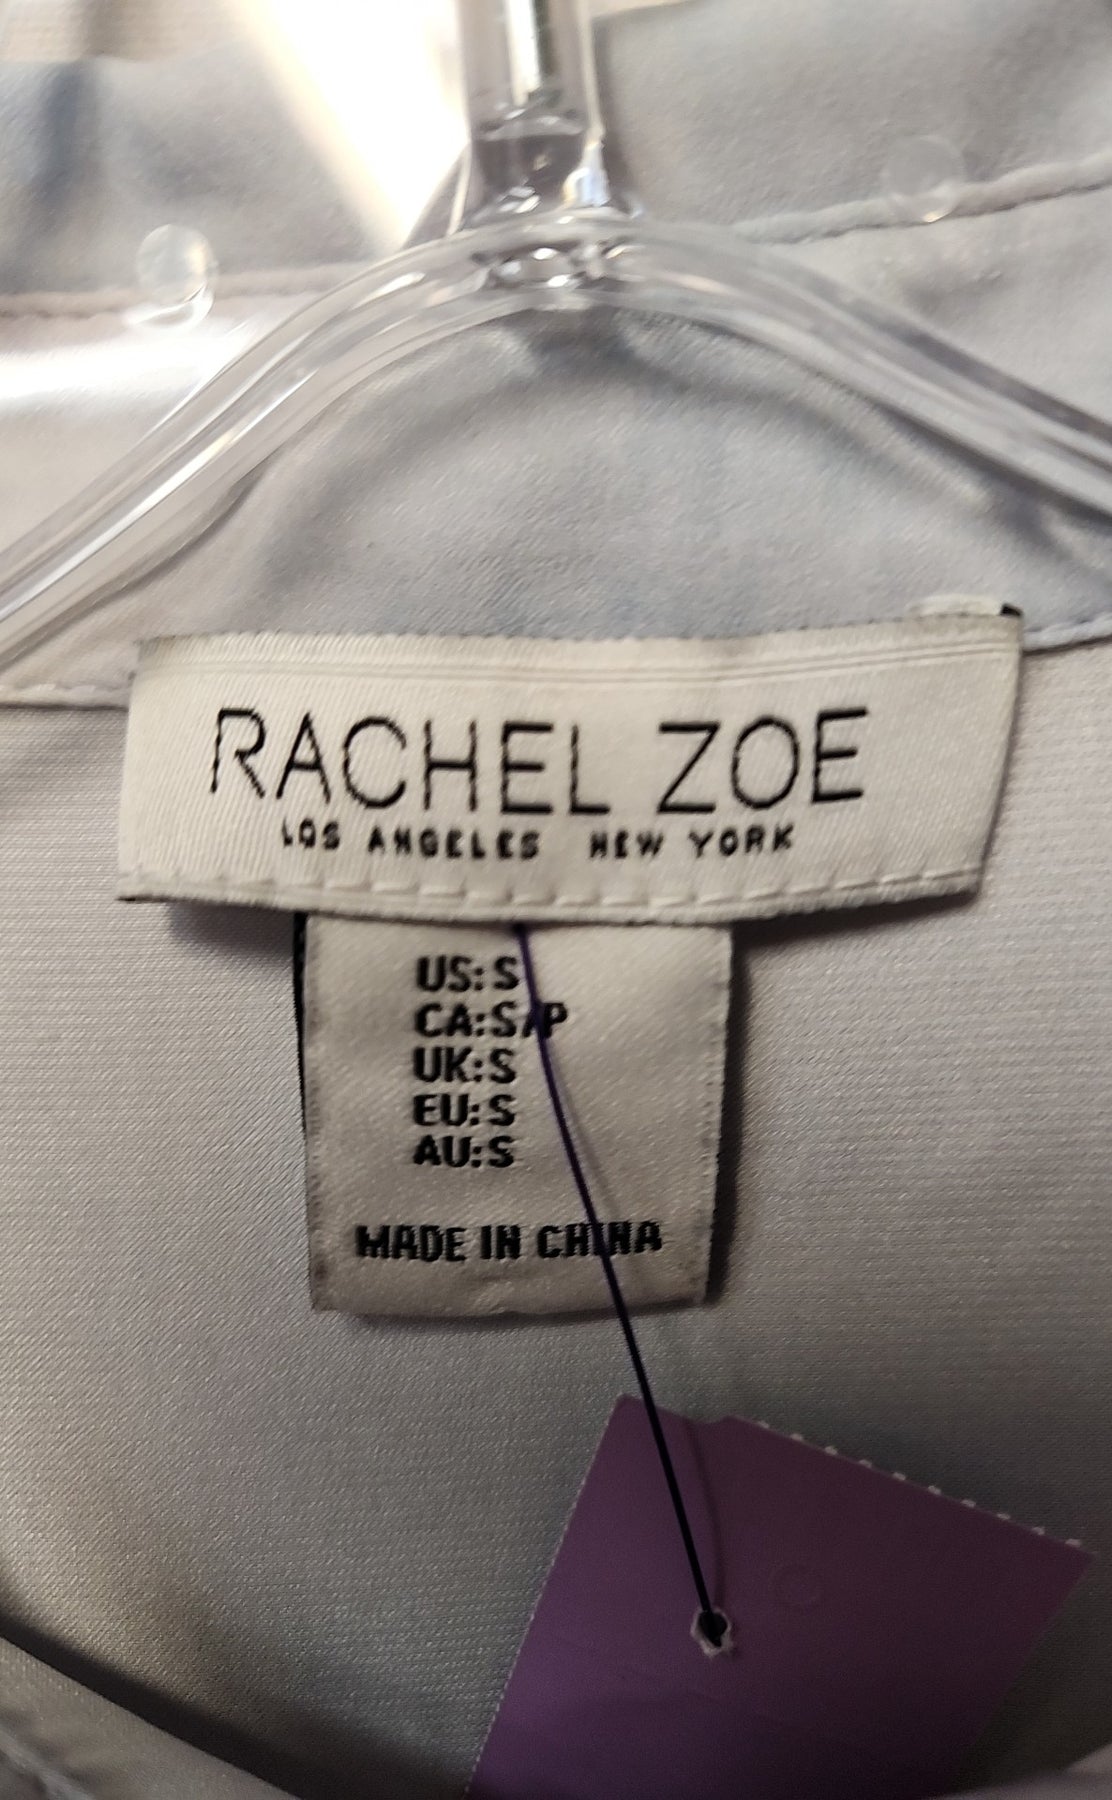 RACHEL ZOE
LOS ANGELES NEW YORK
US: S
CA:S/P
UK:S
EU:S
AU:S
MADE IN CHINA